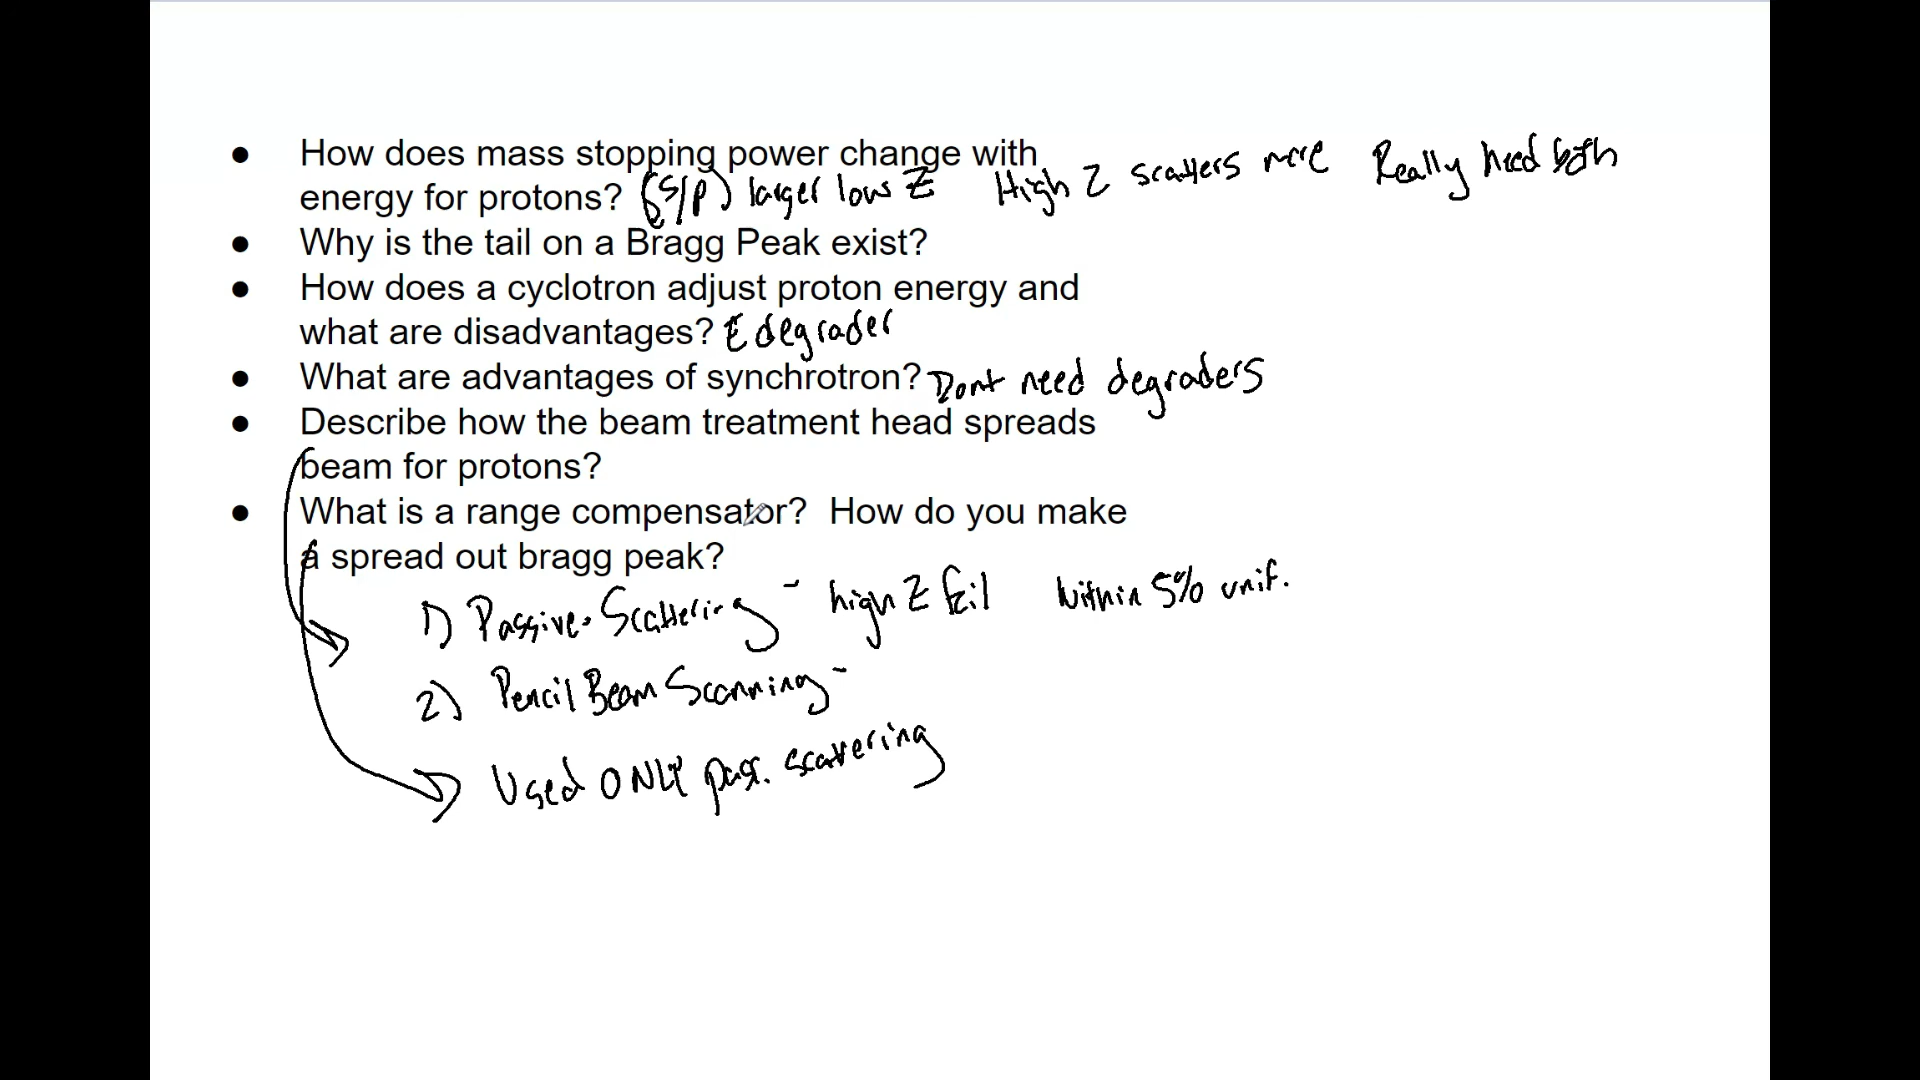 ● How does mass stopping power change with
energy for protons? (S/ρ) larger low Z High Z scatters more Really need both
● Why is the tail on a Bragg Peak exist?
● How does a cyclotron adjust proton energy and
what are disadvantages? E degrader
● What are advantages of synchrotron? Dont need degraders
● Describe how the beam treatment head spreads
beam for protons?
● What is a range compensator? How do you make
a spread out bragg peak?
1) Passive-Scattering - high Z foil Within 5% unif.
2) Pencil Beam Scanning -
Used ONLY pass. scattering